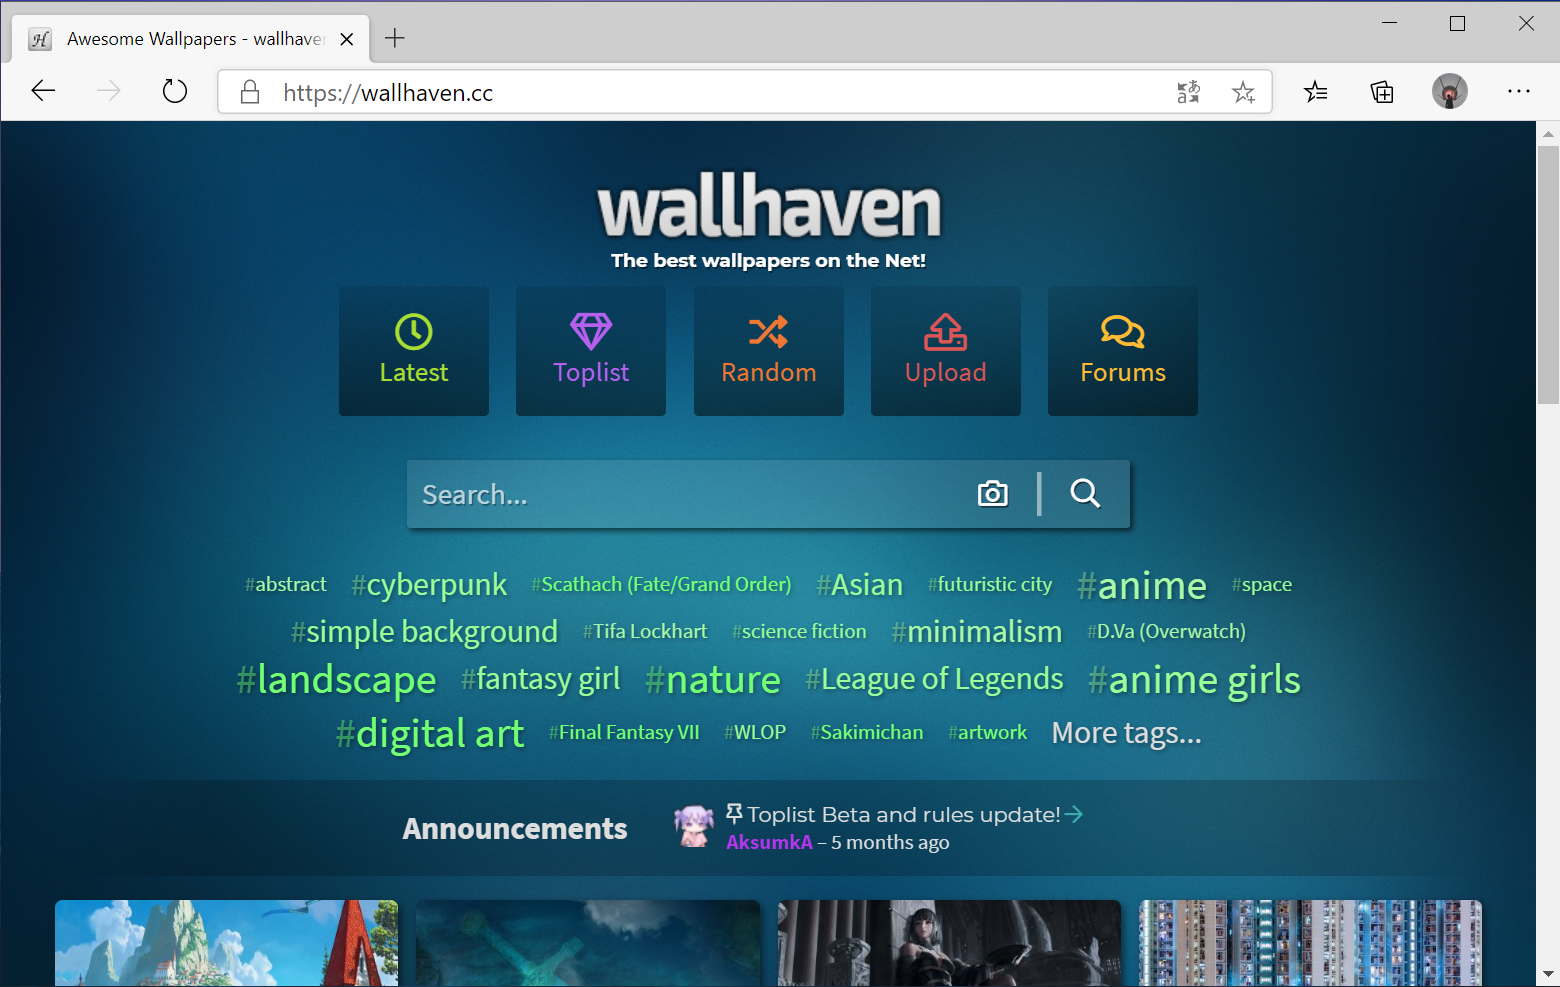 Awesome Wallpapers - wallhaven
https://wallhaven.cc
wallhaven
The best wallpapers on the Net!
Latest Toplist Random Upload Forums
Search...
#abstract #cyberpunk #Scathach (Fate/Grand Order) #Asian #futuristic city #anime #space
#simple background #Tifa Lockhart #science fiction #minimalism #D.Va (Overwatch)
#landscape #fantasy girl #nature #League of Legends #anime girls
#digital art #Final Fantasy VII #WLOP #Sakimichan #artwork More tags...
Announcements
Toplist Beta and rules update!
AksumkA – 5 months ago